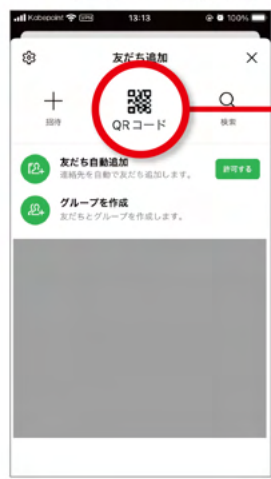 Kobepoint VPN 13:13 100%
友だち追加
招待
QRコード
検索
友だち自動追加
連絡先を自動で友だち追加します。
許可する
グループを作成
友だちとグループを作成します。